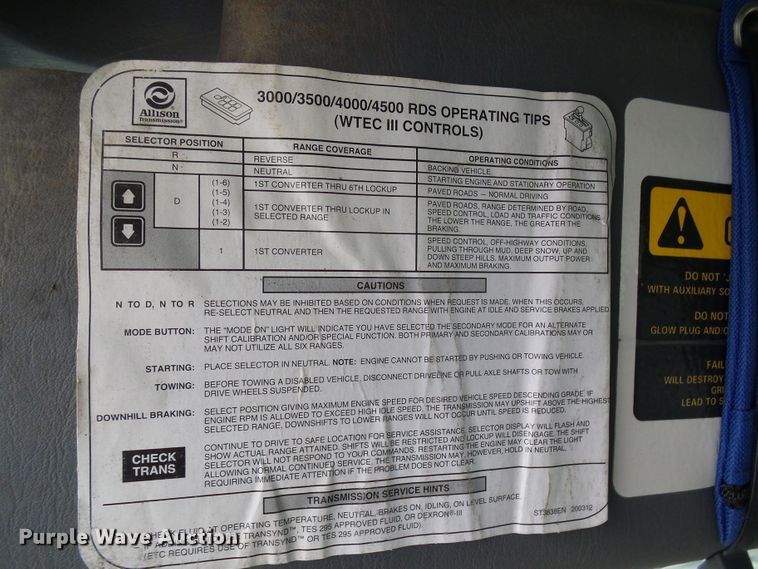 Allison
Transmission
3000/3500/4000/4500 RDS OPERATING TIPS
(WTEC III CONTROLS)
SELECTOR POSITION RANGE COVERAGE OPERATING CONDITIONS
R REVERSE BACKING VEHICLE.
N NEUTRAL STARTING ENGINE AND STATIONARY OPERATION
D (1-6) 1ST CONVERTER THRU 6TH LOCKUP PAVED ROADS – NORMAL DRIVING
(1-5)
(1-4)
(1-3)
(1-2)
1ST CONVERTER THRU LOCKUP IN
SELECTED RANGE
PAVED ROADS, RANGE DETERMINED BY ROAD,
SPEED CONTROL, LOAD AND TRAFFIC CONDITIONS.
THE LOWER THE RANGE, THE GREATER THE
BRAKING.
1 1ST CONVERTER
SPEED CONTROL, OFF-HIGHWAY CONDITIONS,
PULLING THROUGH MUD, DEEP SNOW, UP AND
DOWN STEEP HILLS. MAXIMUM OUTPUT POWER
AND MAXIMUM BRAKING.
CAUTIONS
N TO D, N TO R SELECTIONS MAY BE INHIBITED BASED ON CONDITIONS WHEN REQUEST IS MADE. WHEN THIS OCCURS,
RE-SELECT NEUTRAL AND THEN THE REQUESTED RANGE WITH ENGINE AT IDLE AND SERVICE BRAKES APPLIED.
MODE BUTTON: THE "MODE ON" LIGHT WILL INDICATE YOU HAVE SELECTED THE SECONDARY MODE FOR AN ALTERNATE
SHIFT CALIBRATION AND/OR SPECIAL FUNCTION. BOTH PRIMARY AND SECONDARY CALIBRATIONS MAY OR
MAY NOT UTILIZE ALL SIX RANGES.
STARTING: PLACE SELECTOR IN NEUTRAL. NOTE: ENGINE CANNOT BE STARTED BY PUSHING OR TOWING VEHICLE.
TOWING: BEFORE TOWING A DISABLED VEHICLE, DISCONNECT DRIVELINE OR PULL AXLE SHAFTS OR TOW WITH
DRIVE WHEELS SUSPENDED.
DOWNHILL BRAKING: SELECT POSITION GIVING MAXIMUM ENGINE SPEED FOR DESIRED VEHICLE SPEED DESCENDING GRADE. IF
ENGINE RPM IS ALLOWED TO EXCEED HIGH IDLE SPEED, THE TRANSMISSION MAY UPSHIFT ABOVE THE HIGHEST
SELECTED RANGE, DOWNSHIFTS TO LOWER RANGES WILL NOT OCCUR UNTIL SPEED IS REDUCED.
CHECK
TRANS
CONTINUE TO DRIVE TO SAFE LOCATION FOR SERVICE ASSISTANCE. SELECTOR DISPLAY WILL FLASH AND
SHOW ACTUAL RANGE ATTAINED. SHIFTS WILL BE RESTRICTED AND LOCKUP WILL DISENGAGE. THE SHIFT
SELECTOR WILL NOT RESPOND TO YOUR COMMANDS. RESTARTING THE ENGINE MAY CLEAR THE LIGHT
ALLOWING NORMAL CONTINUED SERVICE. THE TRANSMISSION MAY, HOWEVER, HOLD IN NEUTRAL,
REQUIRING IMMEDIATE ATTENTION IF THE PROBLEM DOES NOT CLEAR.
TRANSMISSION SERVICE HINTS
CHECK FLUID AT OPERATING TEMPERATURE, NEUTRAL, BRAKES ON, IDLING, ON LEVEL SURFACE.
TRANSYND™, TES 295 APPROVED FLUID, OR DEXRON®-III
REQUIRES USE OF TRANSYND™ OR TES 295 APPROVED FLUID).
ST3838EN 200312
DO NOT 'J
WITH AUXILIARY SO
DO NOT
GLOW PLUG AND/O
FAIL
WILL DESTROY
GRI
LEAD TO S
Purple Wave Auction